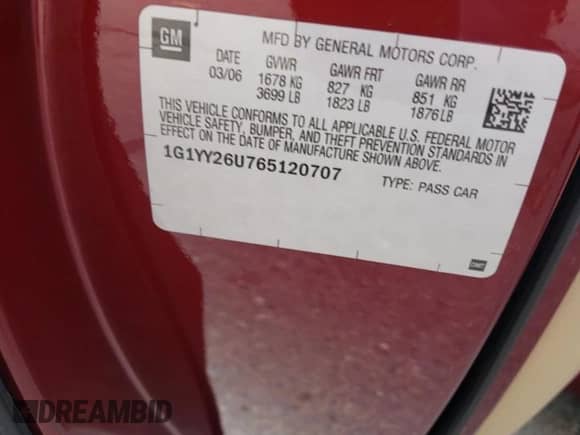 GM
MFD BY GENERAL MOTORS CORP.
DATE GVWR GAWR FRT GAWR RR
03/06 1678 KG 827 KG 851 KG
3699 LB 1823 LB 1876 LB
THIS VEHICLE CONFORMS TO ALL APPLICABLE U.S. FEDERAL MOTOR
VEHICLE SAFETY, BUMPER, AND THEFT PREVENTION STANDARDS IN
EFFECT ON THE DATE OF MANUFACTURE SHOWN ABOVE.
1G1YY26U765120707 TYPE: PASS CAR
DREAMBID